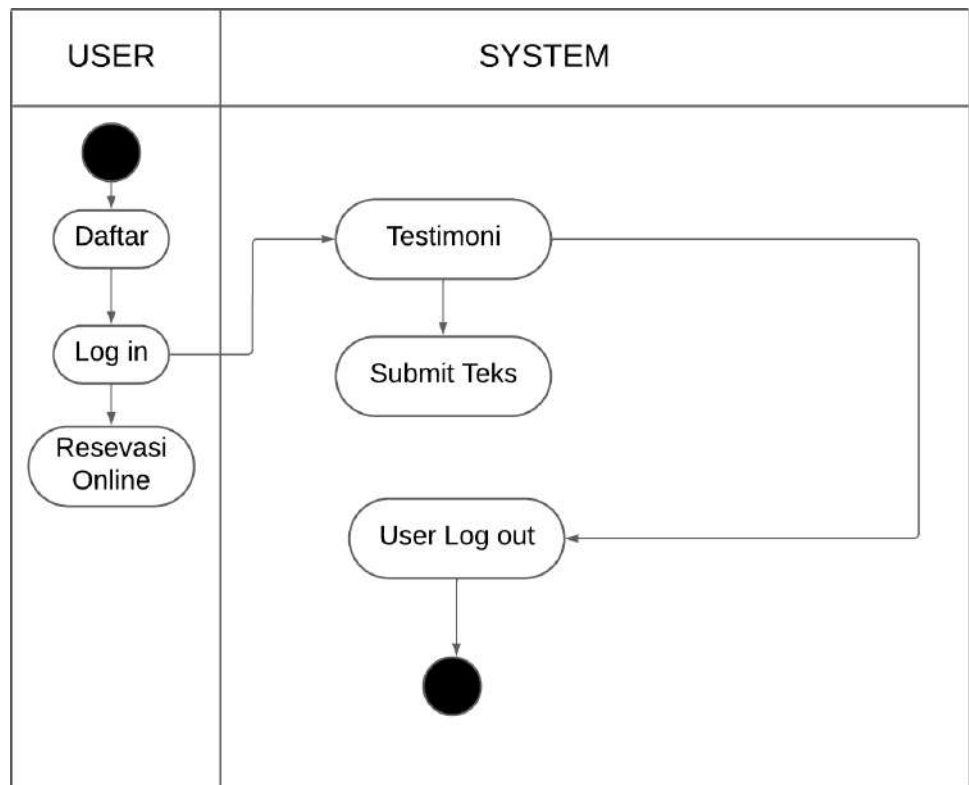 USER
SYSTEM
Daftar
Testimoni
Log in
Submit Teks
Resevasi
Online
User Log out